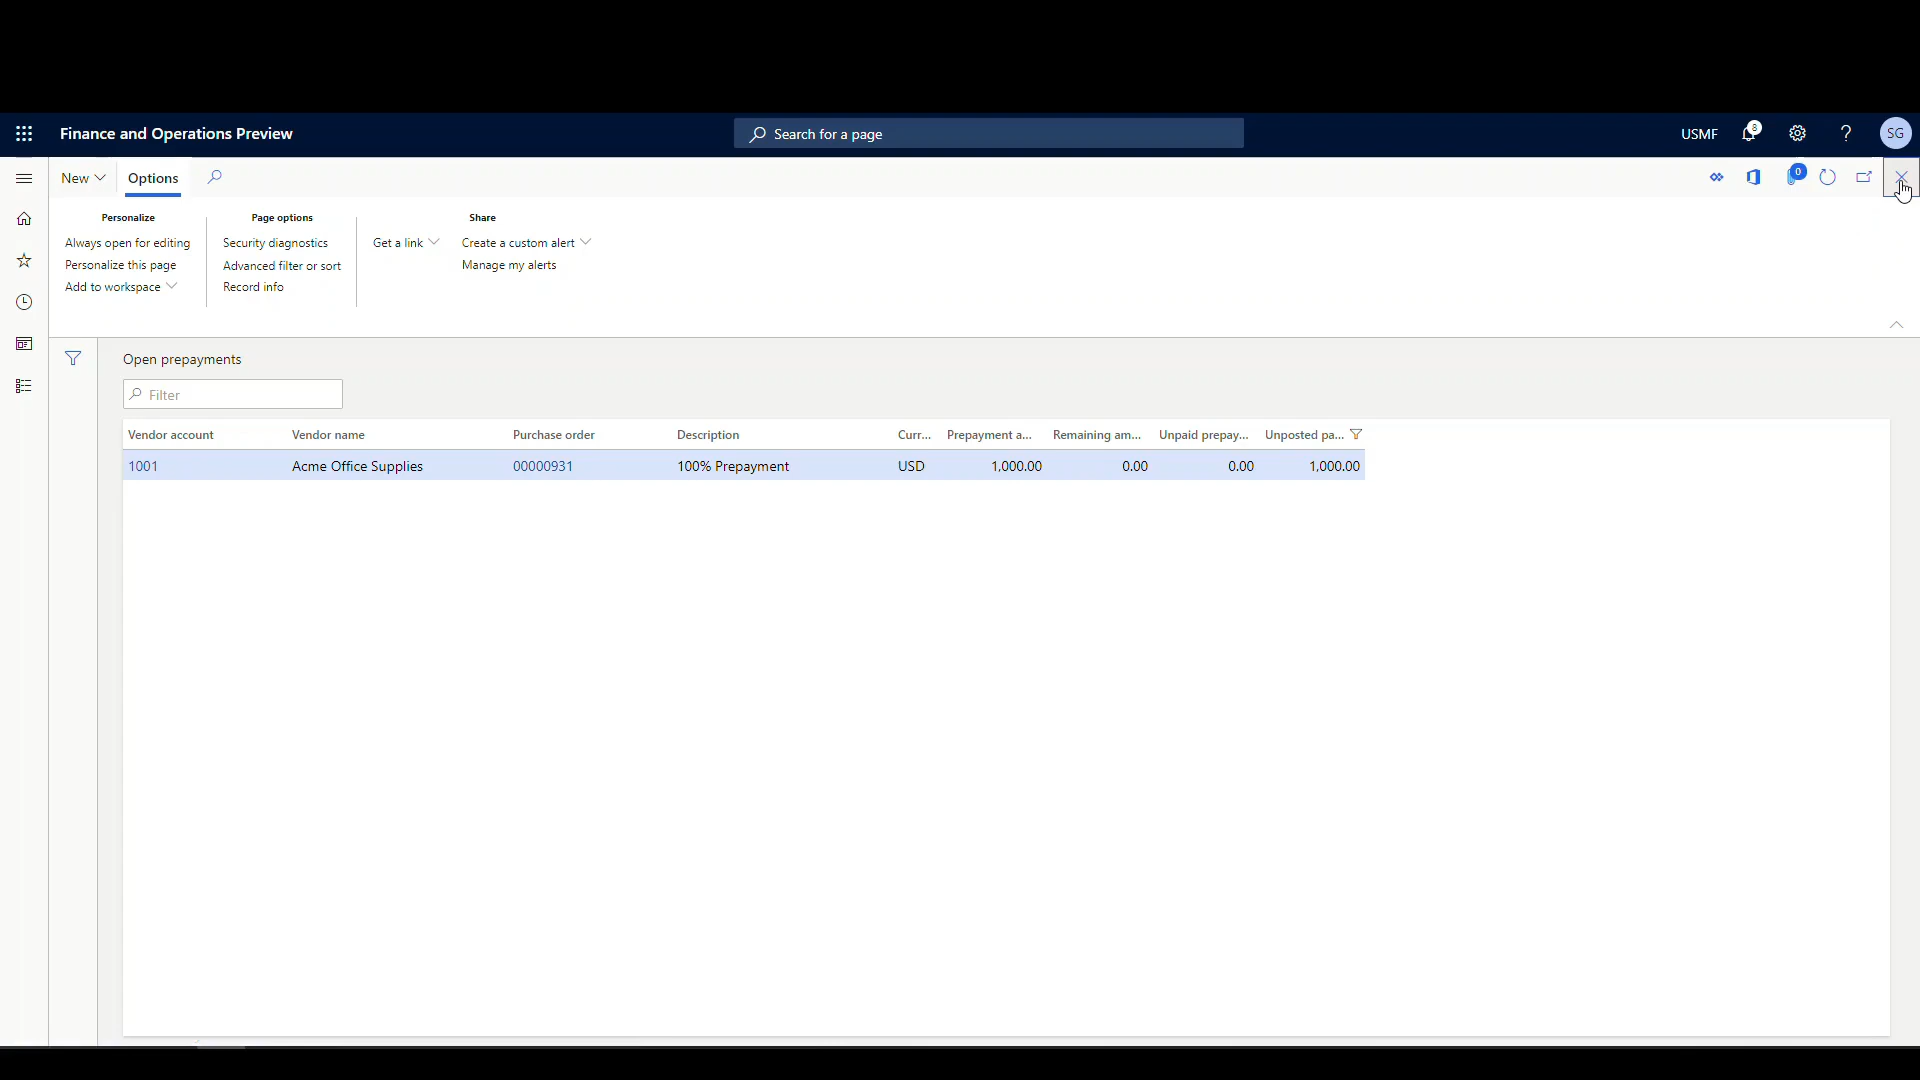 Finance and Operations Preview
Search for a page
USMF
8
?
SG
New
Options
0
Personalize
Always open for editing
Personalize this page
Add to workspace
Page options
Security diagnostics
Advanced filter or sort
Record info
Share
Get a link
Create a custom alert
Manage my alerts
Open prepayments
Filter
Vendor account Vendor name Purchase order Description Curr... Prepayment a... Remaining am... Unpaid prepay... Unposted pa...
1001 Acme Office Supplies 00000931 100% Prepayment USD 1,000.00 0.00 0.00 1,000.00